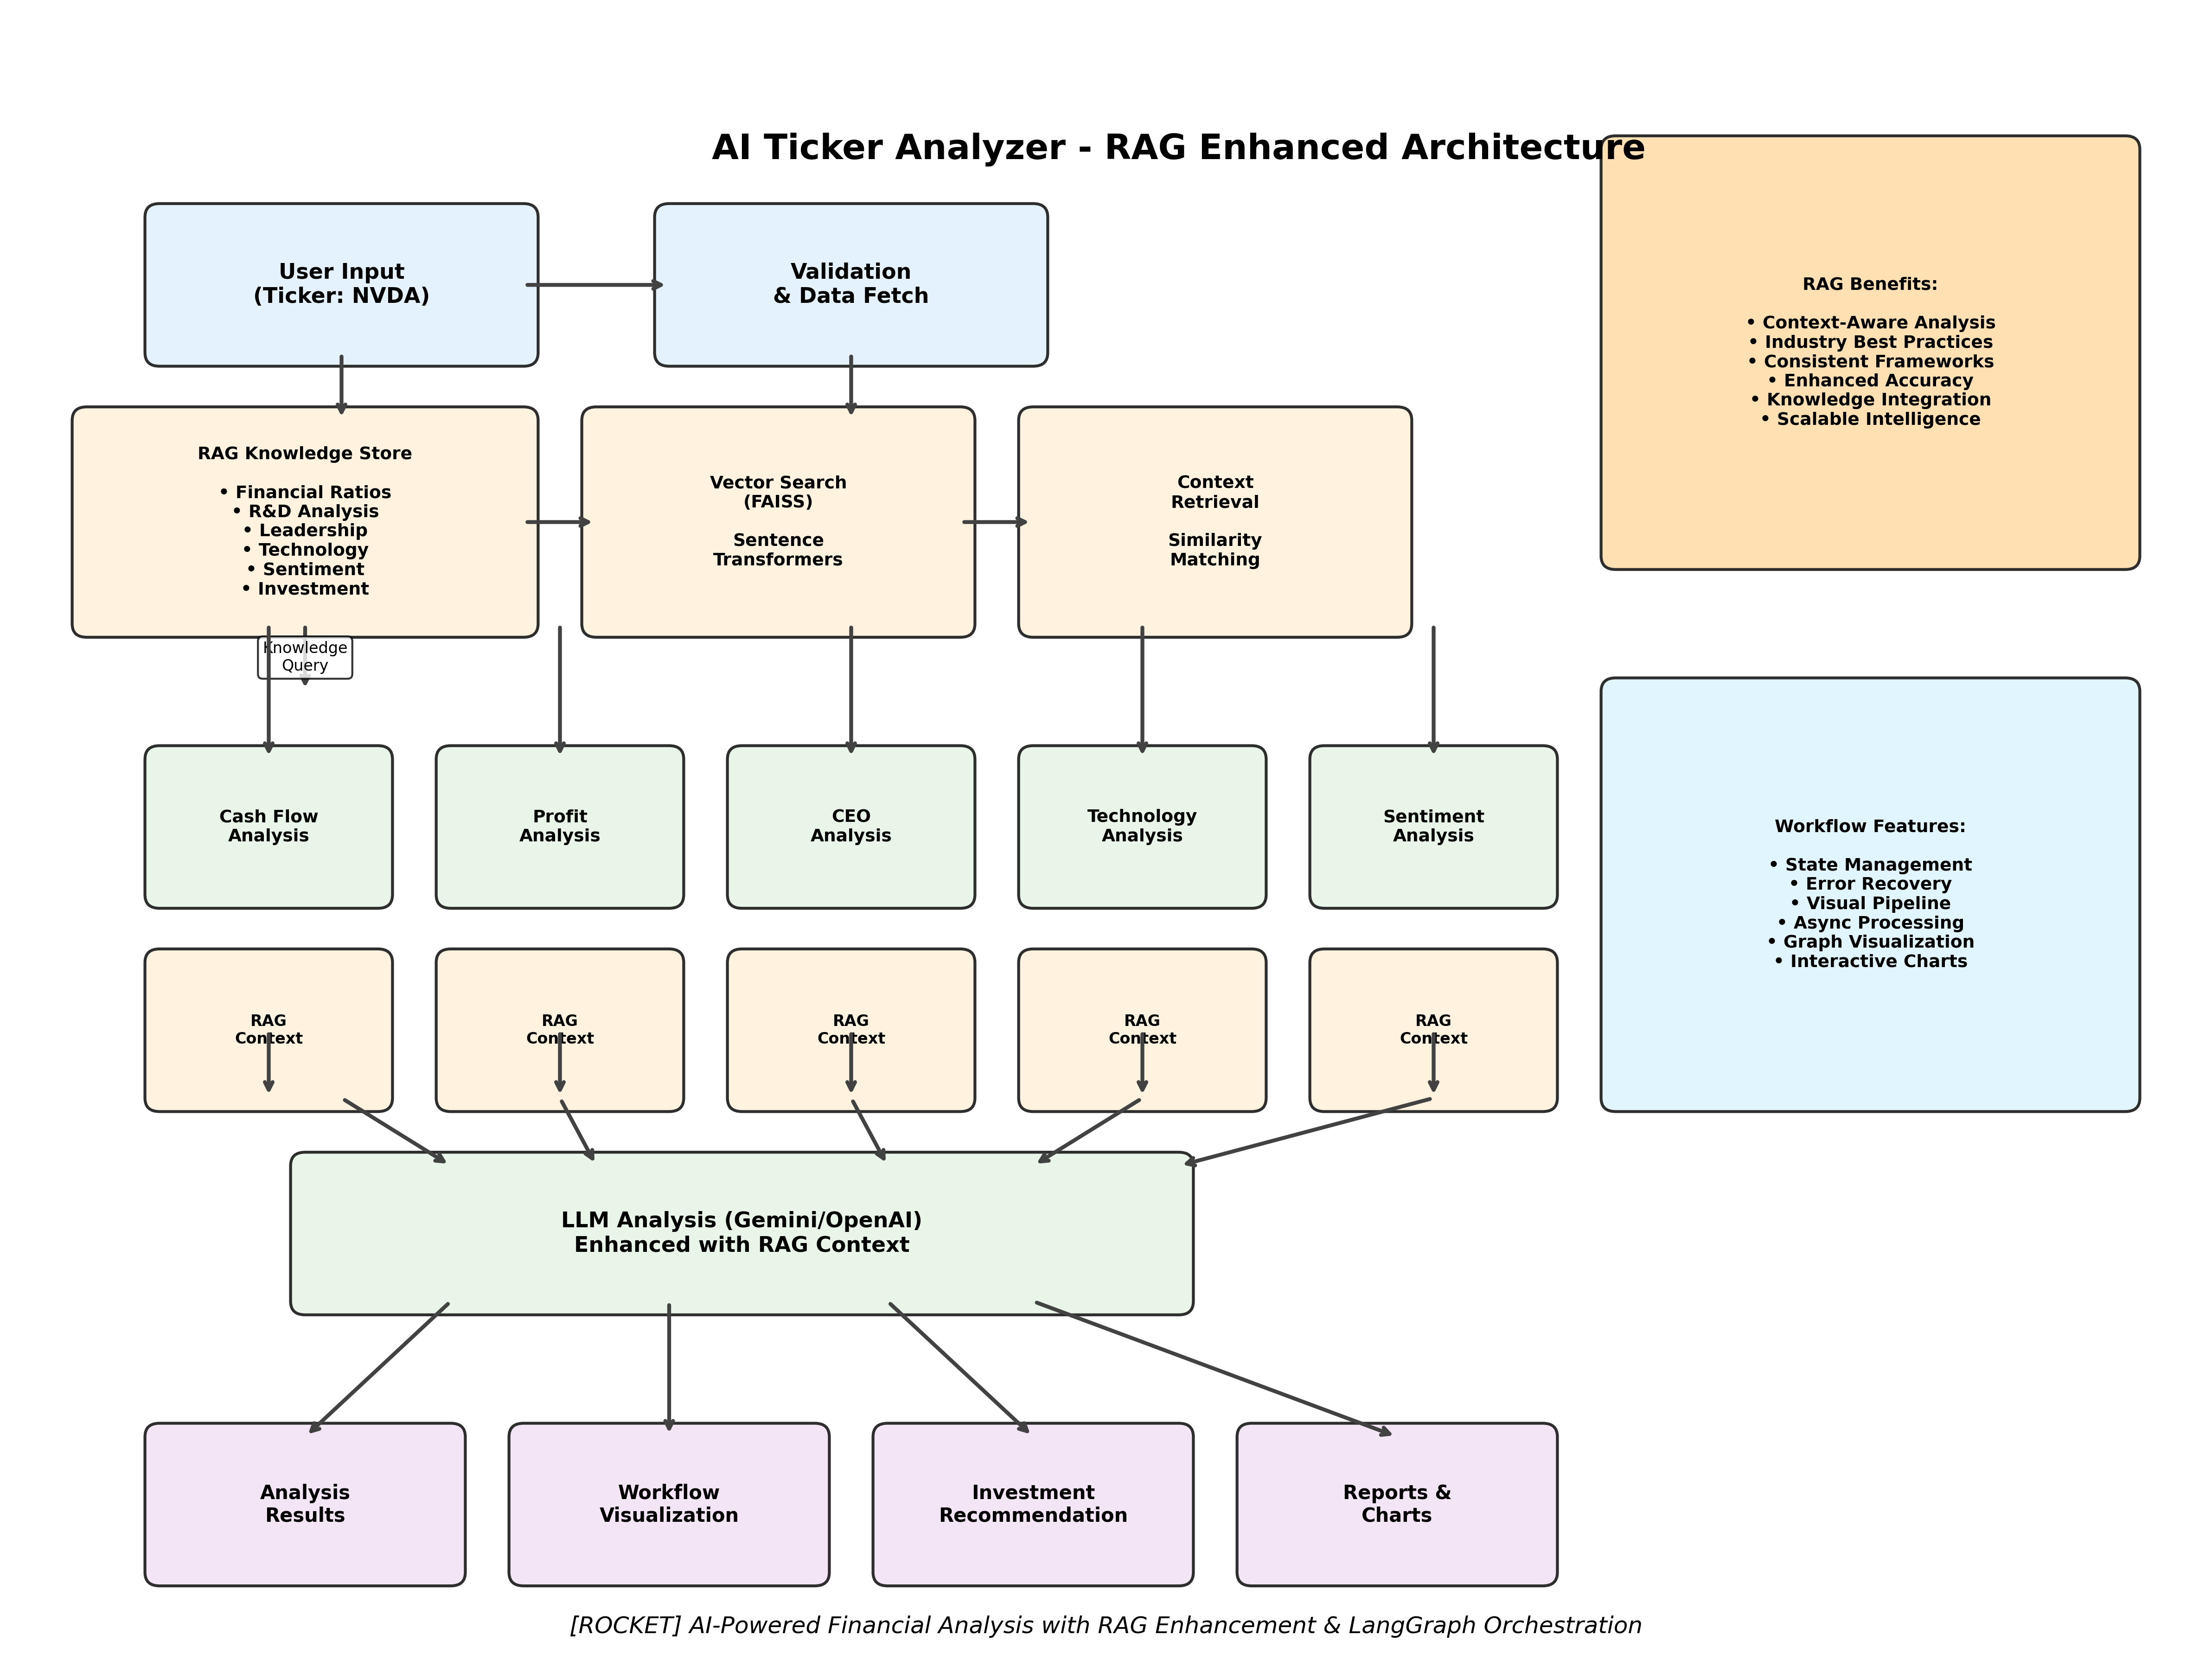 AI Ticker Analyzer - RAG Enhanced Architecture
User Input
(Ticker: NVDA)
Validation
& Data Fetch
RAG Benefits:
• Context-Aware Analysis
• Industry Best Practices
• Consistent Frameworks
• Enhanced Accuracy
• Knowledge Integration
• Scalable Intelligence
RAG Knowledge Store
• Financial Ratios
• R&D Analysis
• Leadership
• Technology
• Sentiment
• Investment
Vector Search
(FAISS)
Sentence
Transformers
Context
Retrieval
Similarity
Matching
Knowledge
Query
Cash Flow
Analysis
Profit
Analysis
CEO
Analysis
Technology
Analysis
Sentiment
Analysis
Workflow Features:
• State Management
• Error Recovery
• Visual Pipeline
• Async Processing
• Graph Visualization
• Interactive Charts
RAG
Context
RAG
Context
RAG
Context
RAG
Context
RAG
Context
LLM Analysis (Gemini/OpenAI)
Enhanced with RAG Context
Analysis
Results
Workflow
Visualization
Investment
Recommendation
Reports &
Charts
[ROCKET] AI-Powered Financial Analysis with RAG Enhancement & LangGraph Orchestration